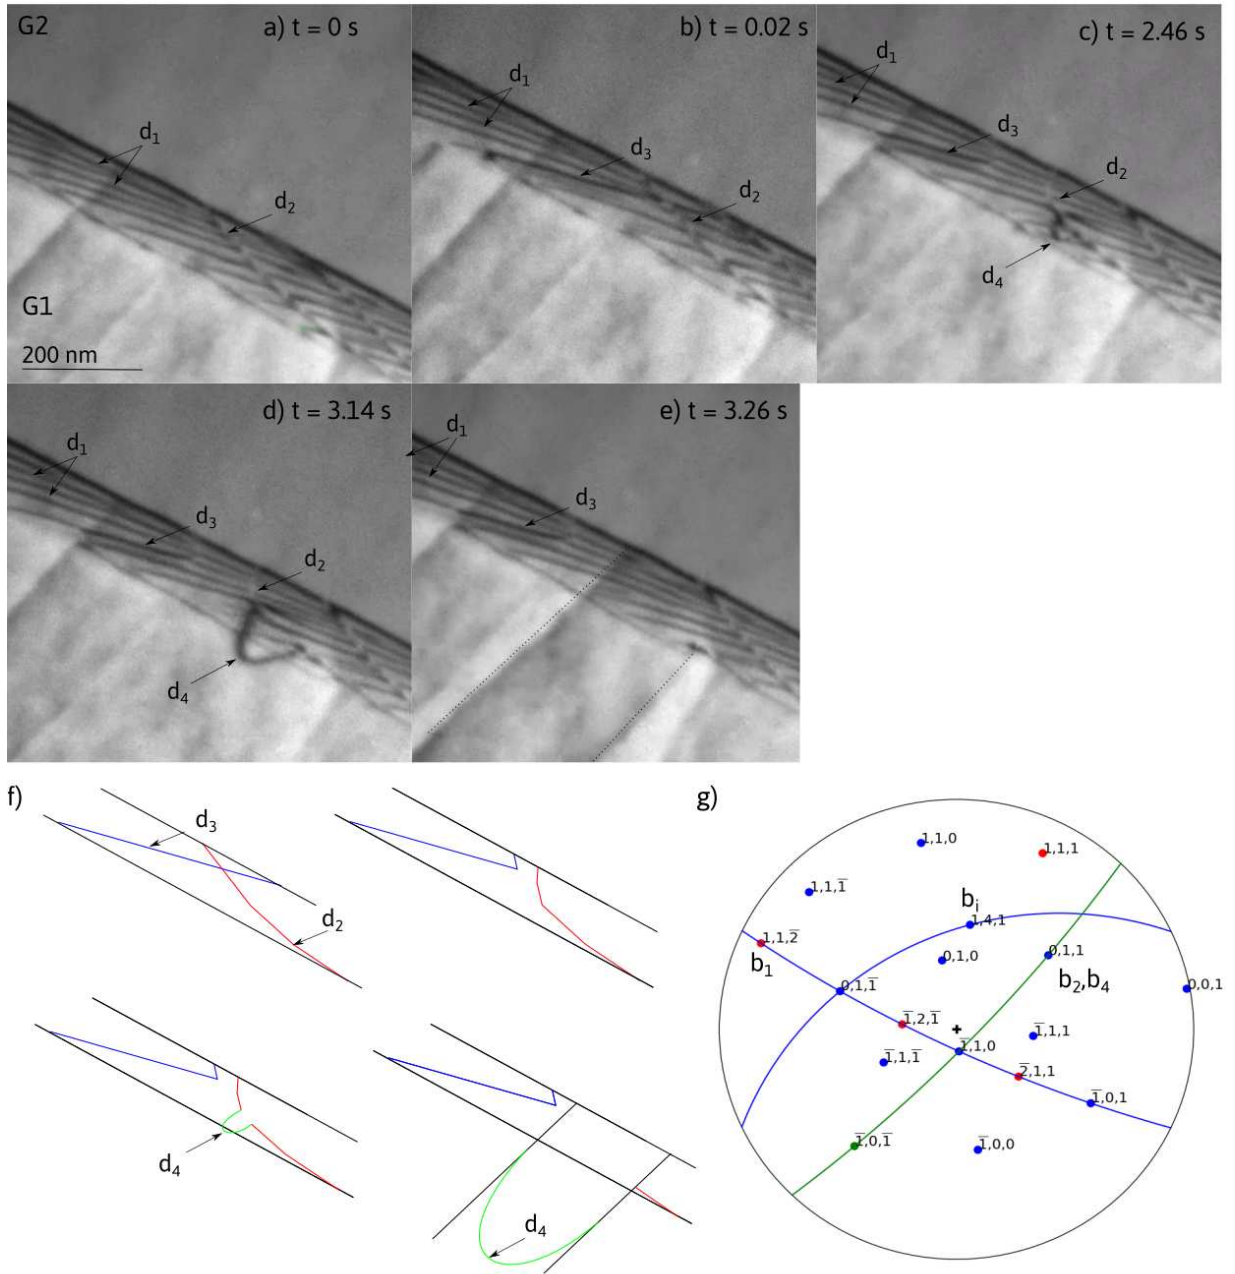 G2 a) t = 0 s
d₁
d₂
G1
200 nm
b) t = 0.02 s
d₁
d₃
d₂
c) t = 2.46 s
d₁
d₃
d₂
d₄
d) t = 3.14 s
d₁
d₃
d₂
d₄
e) t = 3.26 s
d₁
d₃
f)
d₃
d₂
d₄
d₄
g)
1,1,0
1,1,1
1,1,1̅
bᵢ
1,4,1
1,1,2̅
b₁
0,1,0
0,1,1
b₂,b₄
0,1,1̅
0,0,1
1̅,2,1̅
1̅,1,1
1̅,1,0
1̅,1,1̅
2̅,1,1
1̅,0,1
1̅,0,1̅
1̅,0,0